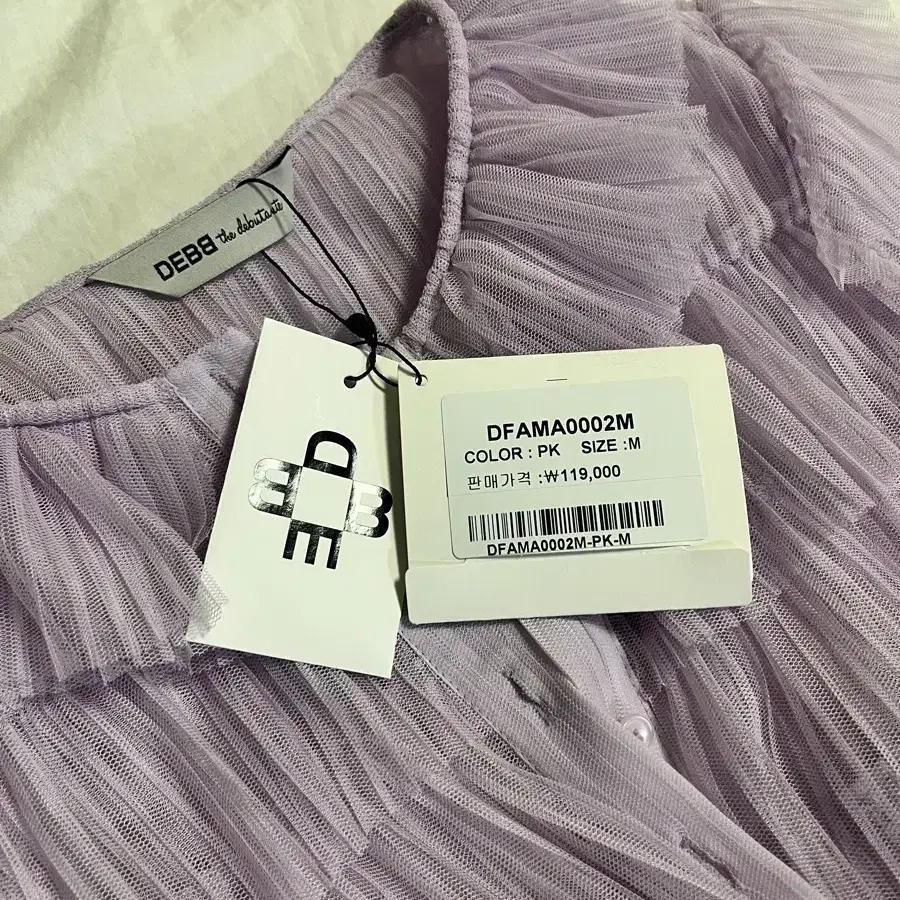 DEBB the debutante
D
B B
E
DFAMA0002M
COLOR : PK SIZE :M
판매가격 :₩119,000
DFAMA0002M-PK-M